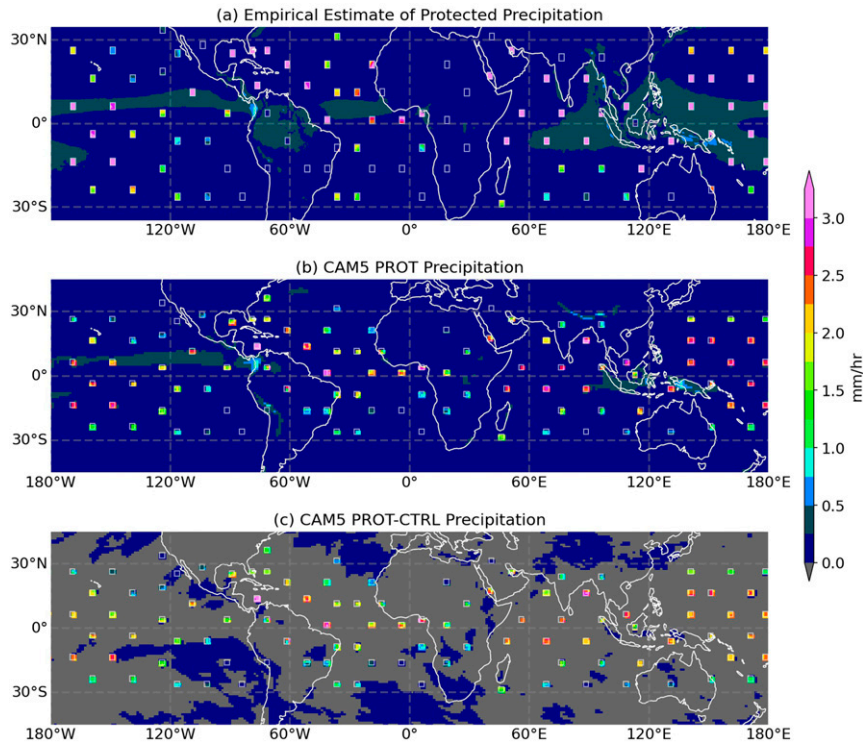 (a) Empirical Estimate of Protected Precipitation
30°N
0°
30°S
120°W 60°W 0° 60°E 120°E 180°E
(b) CAM5 PROT Precipitation
30°N
0°
30°S
180°W 120°W 60°W 0° 60°E 120°E 180°E
(c) CAM5 PROT-CTRL Precipitation
30°N
0°
30°S
180°W 120°W 60°W 0° 60°E 120°E 180°E
3.0
2.5
2.0
1.5
1.0
0.5
0.0
mm/hr